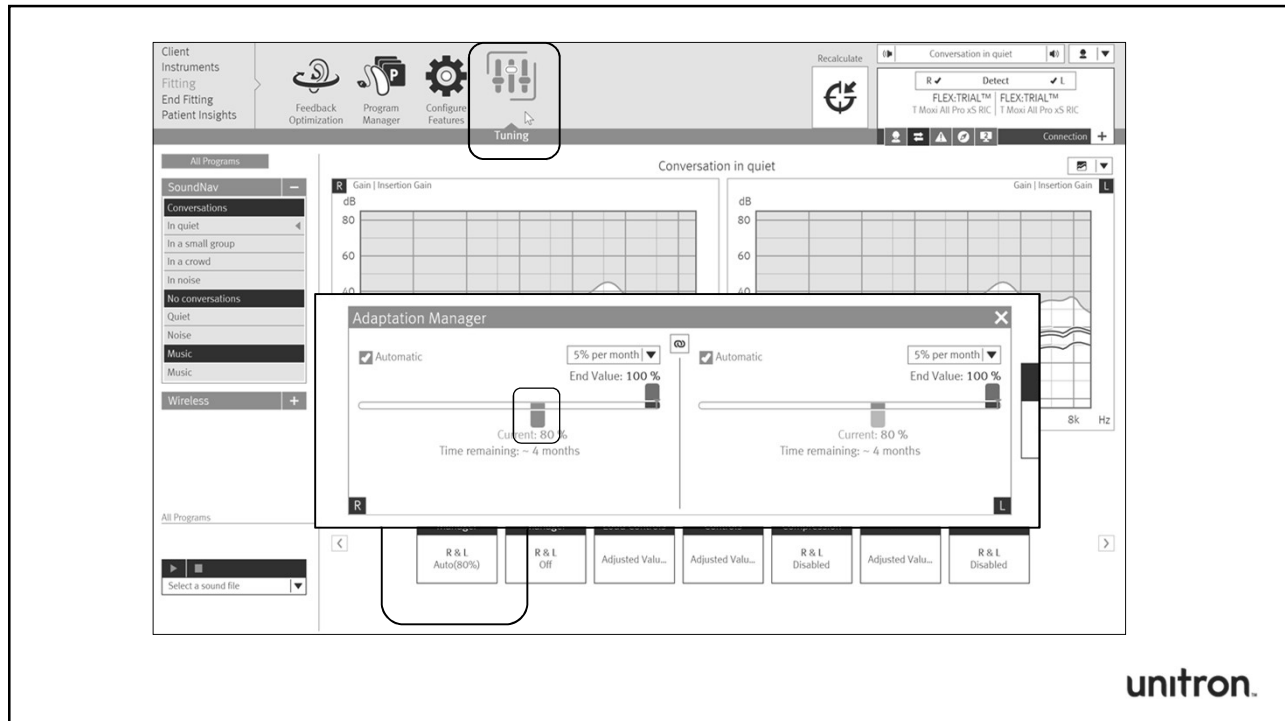 Client
Instruments
Fitting
End Fitting
Patient Insights
Feedback
Optimization
P
Program
Manager
Configure
Features
Tuning
Recalculate
Conversation in quiet
R ✔ Detect ✔ L
FLEX:TRIAL™ FLEX:TRIAL™
T Moxi All Pro xS RIC T Moxi All Pro xS RIC
Connection +
All Programs
SoundNav −
Conversations
In quiet
In a small group
In a crowd
In noise
No conversations
Quiet
Noise
Music
Music
Wireless +
All Programs
Select a sound file
Conversation in quiet
R Gain | Insertion Gain
dB
80
60
40
Gain | Insertion Gain L
dB
80
60
40
8k Hz
Adaptation Manager
Automatic
5% per month
End Value: 100 %
Current: 80 %
Time remaining: ~ 4 months
R
Automatic
5% per month
End Value: 100 %
Current: 80 %
Time remaining: ~ 4 months
L
R & L
Auto(80%)
R & L
Off
Adjusted Valu...
Adjusted Valu...
R & L
Disabled
Adjusted Valu...
R & L
Disabled
unitron™